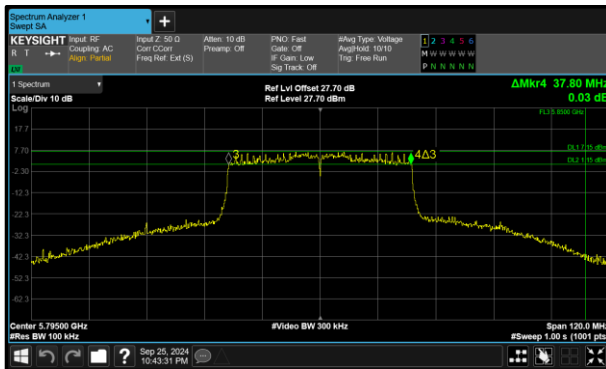 Spectrum Analyzer 1
Swept SA
KEYSIGHT
R T
Input: RF
Coupling: AC
Align: Partial
Input Z: 50 Ω
Corr CCorr
Freq Ref: Ext (S)
Atten: 10 dB
Preamp: Off
PNO: Fast
Gate: Off
IF Gain: Low
Sig Track: Off
#Avg Type: Voltage
Avg|Hold: 10/10
Trig: Free Run
1 2 3 4 5 6
M W W W W W
P N N N N N
1 Spectrum
Scale/Div 10 dB
Ref Lvl Offset 27.70 dB
Ref Level 27.70 dBm
ΔMkr4 37.80 MHz
0.03 dB
Log
17.7
7.70
-2.30
-12.3
-22.3
-32.3
-42.3
-52.3
-62.3
3
4Δ3
Center 5.79500 GHz
#Res BW 100 kHz
#Video BW 300 kHz
Span 120.0 MHz
#Sweep 1.00 s (1001 pts)
Sep 25, 2024
10:43:31 PM